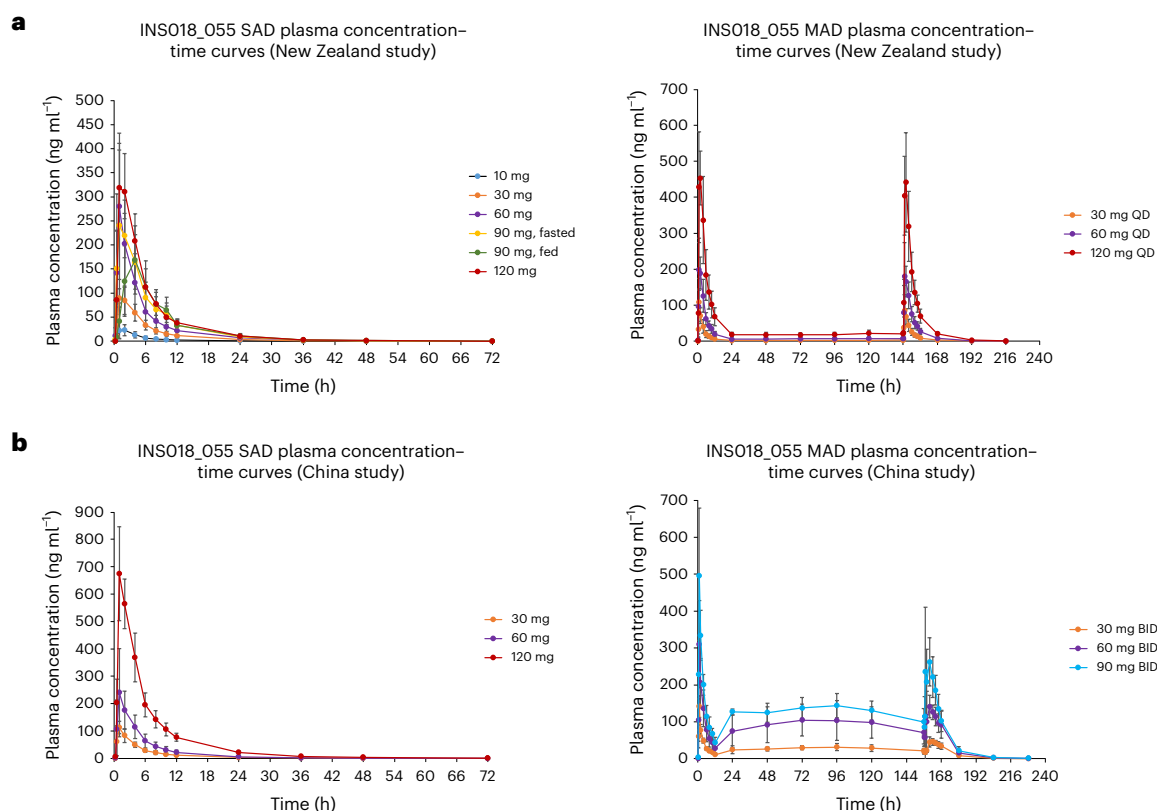 a
INS018_055 SAD plasma concentration–
time curves (New Zealand study)
Plasma concentration (ng ml⁻¹)
500
450
400
350
300
250
200
150
100
50
0
0 6 12 18 24 30 36 42 48 54 60 66 72
Time (h)
10 mg
30 mg
60 mg
90 mg, fasted
90 mg, fed
120 mg
INS018_055 MAD plasma concentration–
time curves (New Zealand study)
Plasma concentration (ng ml⁻¹)
700
600
500
400
300
200
100
0
0 24 48 72 96 120 144 168 192 216 240
Time (h)
30 mg QD
60 mg QD
120 mg QD
b
INS018_055 SAD plasma concentration–
time curves (China study)
Plasma concentration (ng ml⁻¹)
900
800
700
600
500
400
300
200
100
0
0 6 12 18 24 30 36 42 48 54 60 66 72
Time (h)
30 mg
60 mg
120 mg
INS018_055 MAD plasma concentration–
time curves (China study)
Plasma concentration (ng ml⁻¹)
700
600
500
400
300
200
100
0
0 24 48 72 96 120 144 168 192 216 240
Time (h)
30 mg BID
60 mg BID
90 mg BID